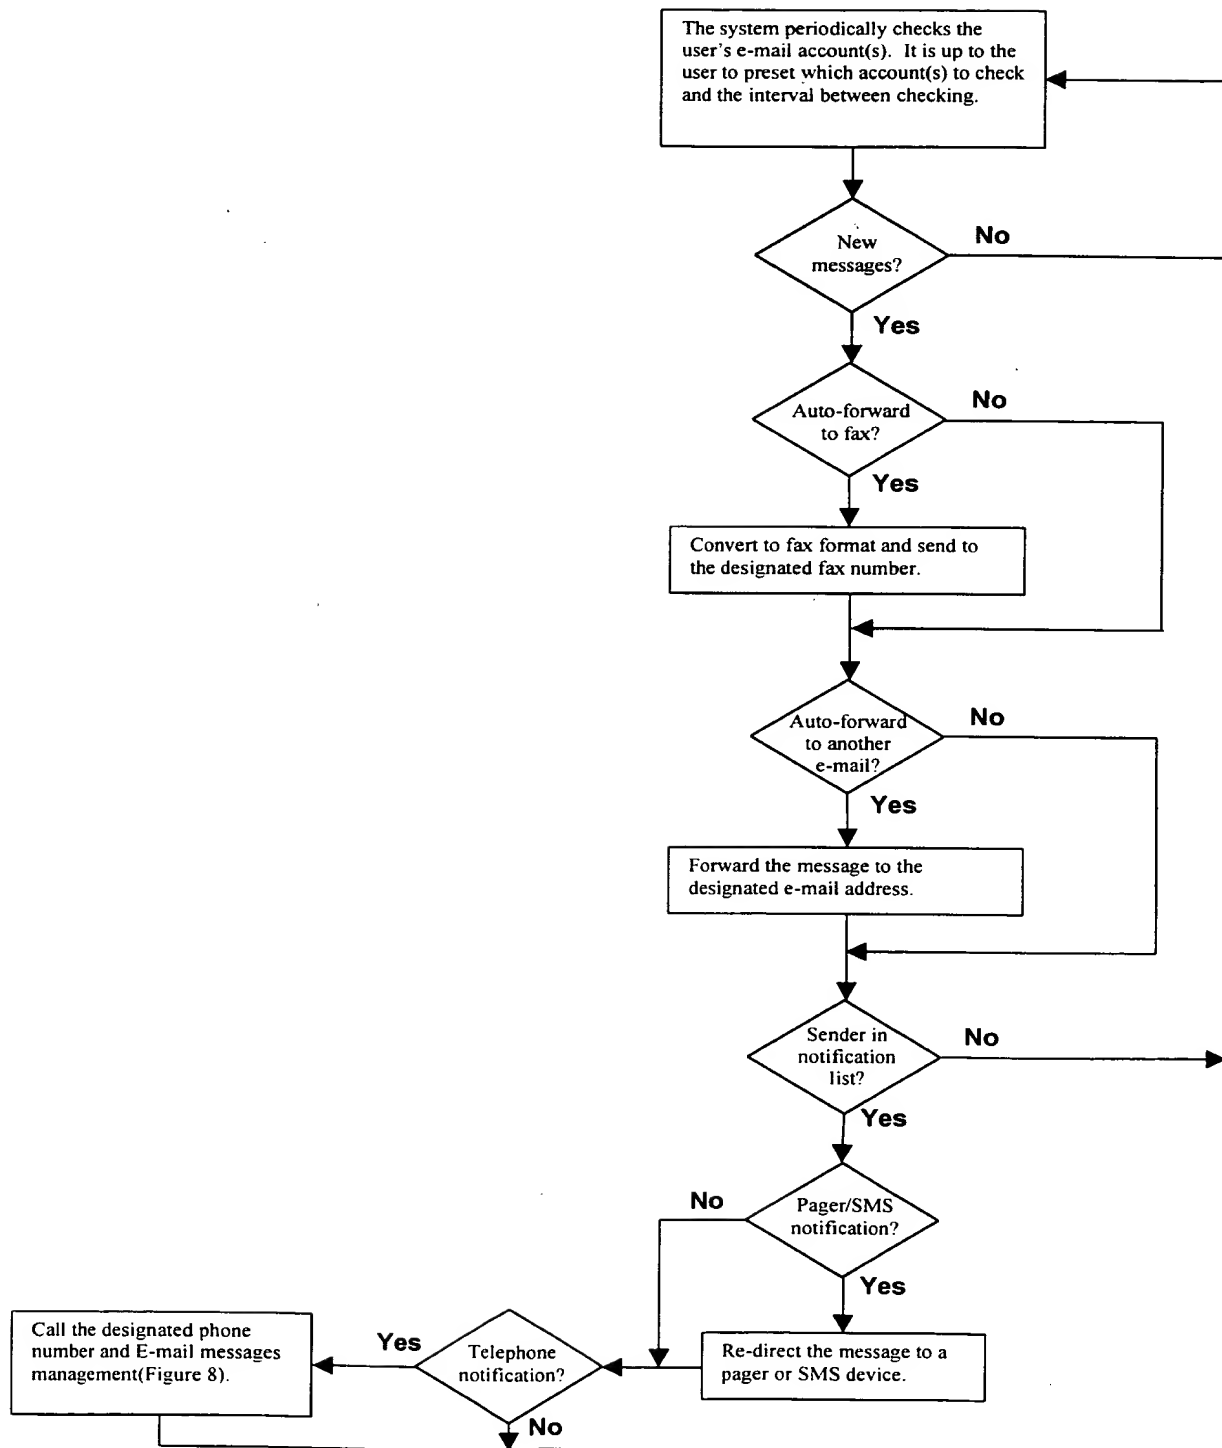 The system periodically checks the
user's e-mail account(s). It is up to the
user to preset which account(s) to check
and the interval between checking.
New
messages?
No
Yes
Auto-forward
to fax?
No
Yes
Convert to fax format and send to
the designated fax number.
Auto-forward
to another
e-mail?
No
Yes
Forward the message to the
designated e-mail address.
Sender in
notification
list?
No
Yes
Pager/SMS
notification?
No
Yes
Re-direct the message to a
pager or SMS device.
Telephone
notification?
Yes
No
Call the designated phone
number and E-mail messages
management(Figure 8).